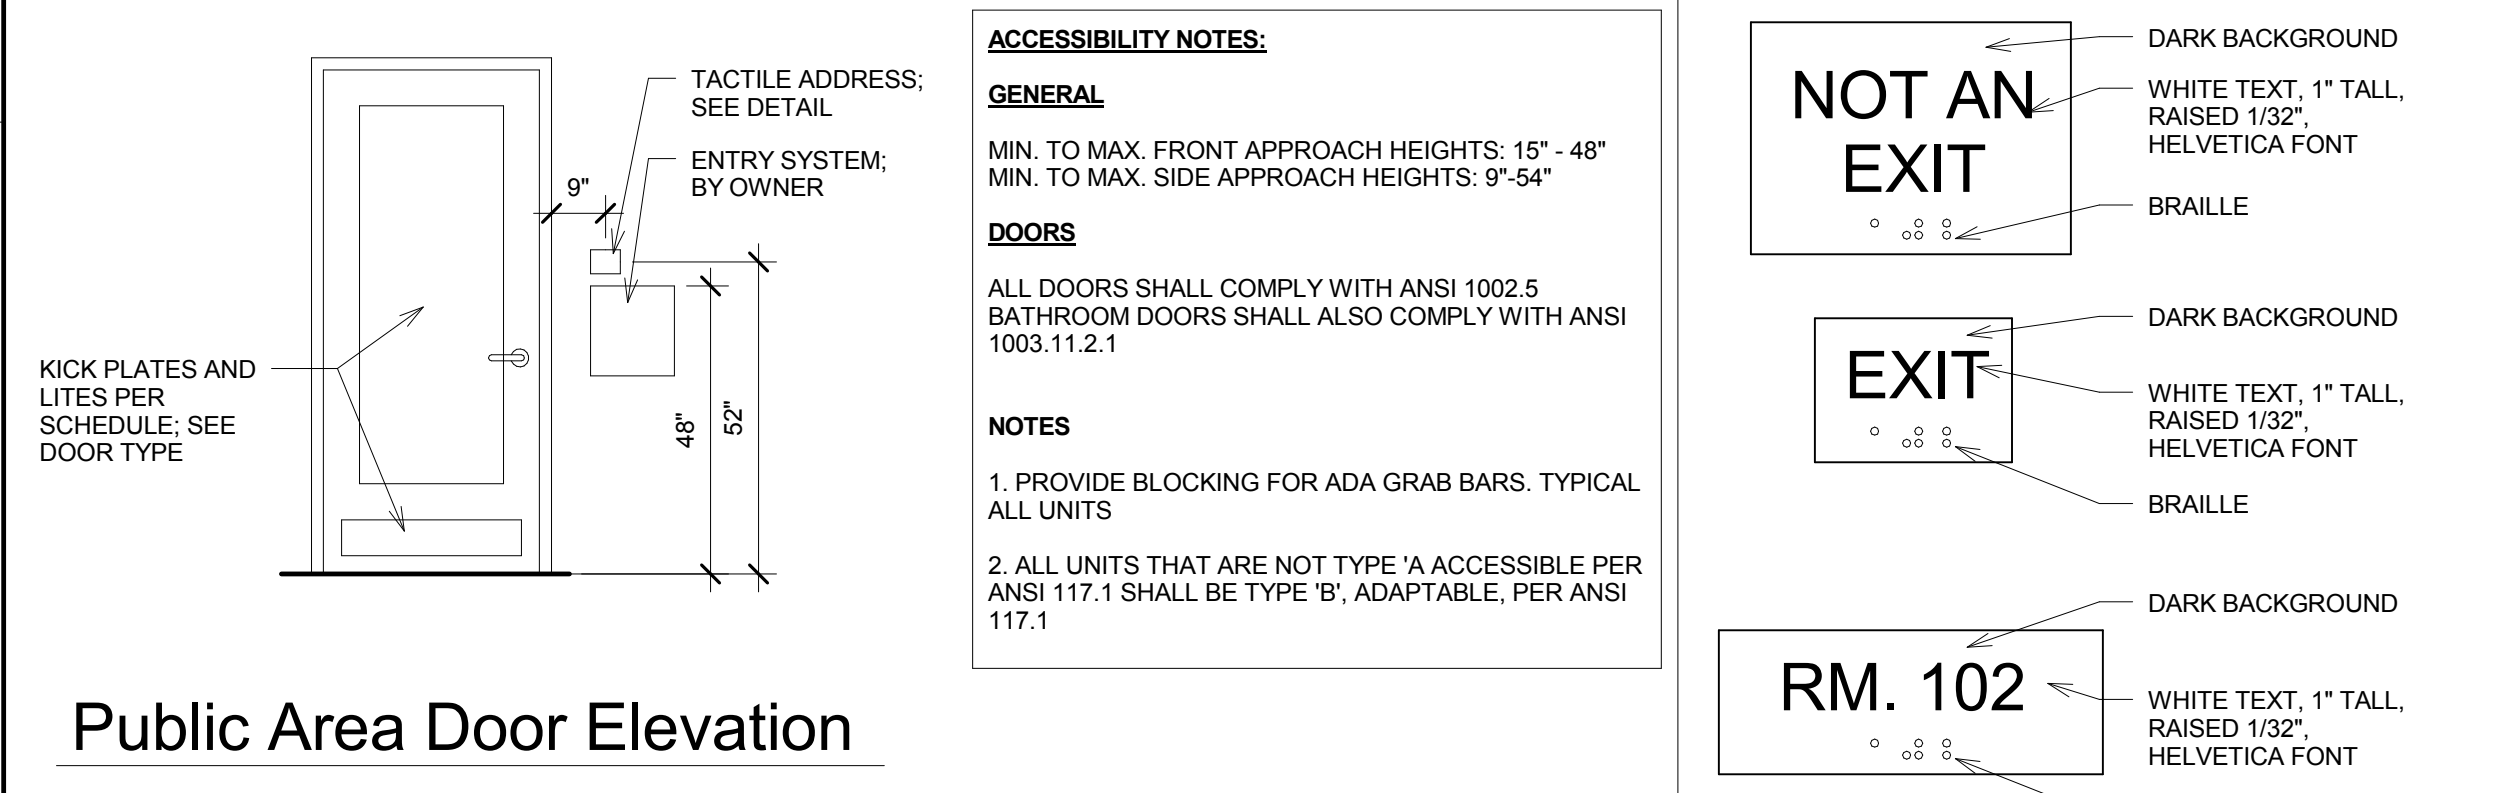 TACTILE ADDRESS;
SEE DETAIL
ENTRY SYSTEM;
BY OWNER
9"
KICK PLATES AND
LITES PER
SCHEDULE; SEE
DOOR TYPE
48"
52"
Public Area Door Elevation
ACCESSIBILITY NOTES:
GENERAL
MIN. TO MAX. FRONT APPROACH HEIGHTS: 15" - 48"
MIN. TO MAX. SIDE APPROACH HEIGHTS: 9"-54"
DOORS
ALL DOORS SHALL COMPLY WITH ANSI 1002.5
BATHROOM DOORS SHALL ALSO COMPLY WITH ANSI
1003.11.2.1
NOTES
1. PROVIDE BLOCKING FOR ADA GRAB BARS. TYPICAL
ALL UNITS
2. ALL UNITS THAT ARE NOT TYPE 'A ACCESSIBLE PER
ANSI 117.1 SHALL BE TYPE 'B', ADAPTABLE, PER ANSI
117.1
NOT AN
EXIT
DARK BACKGROUND
WHITE TEXT, 1" TALL,
RAISED 1/32",
HELVETICA FONT
BRAILLE
EXIT
DARK BACKGROUND
WHITE TEXT, 1" TALL,
RAISED 1/32",
HELVETICA FONT
BRAILLE
RM. 102
DARK BACKGROUND
WHITE TEXT, 1" TALL,
RAISED 1/32",
HELVETICA FONT